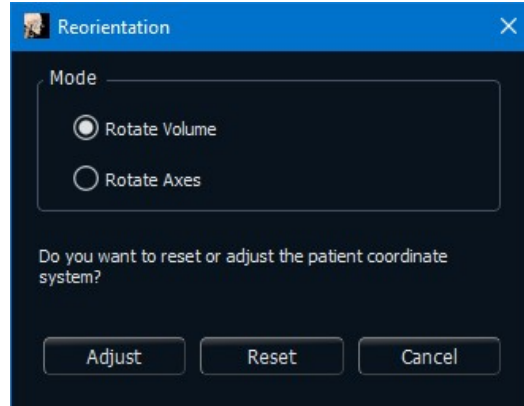 Reorientation
Mode
Rotate Volume
Rotate Axes
Do you want to reset or adjust the patient coordinate
system?
Adjust Reset Cancel